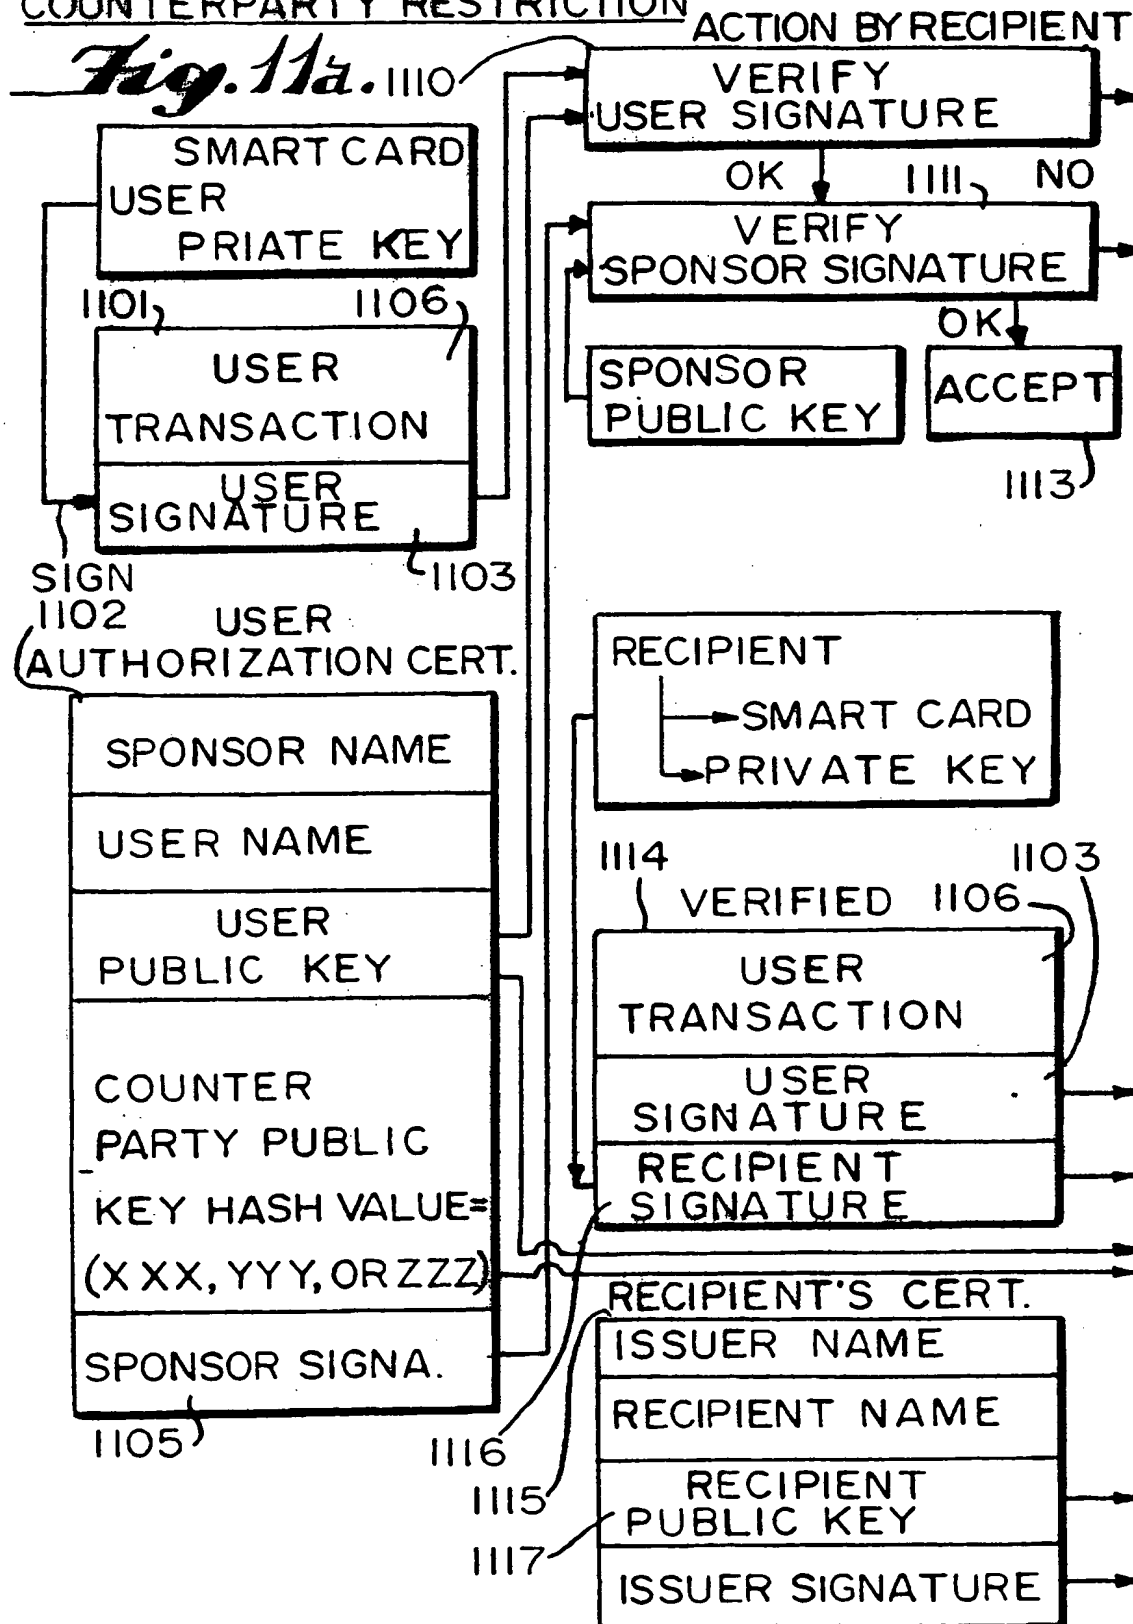 COUNTERPARTY RESTRICTION
Fig. 11a.
ACTION BY RECIPIENT
1110
VERIFY
USER SIGNATURE
OK
1111
NO
VERIFY
SPONSOR SIGNATURE
OK
SPONSOR
PUBLIC KEY
ACCEPT
1113
SMART CARD
USER
PRIATE KEY
1101
1106
USER
TRANSACTION
USER
SIGNATURE
SIGN
1103
1102
USER
AUTHORIZATION CERT.
SPONSOR NAME
USER NAME
USER
PUBLIC KEY
COUNTER
PARTY PUBLIC
KEY HASH VALUE=
(XXX, YYY, OR ZZZ)
SPONSOR SIGNA.
1105
RECIPIENT
SMART CARD
PRIVATE KEY
1114
1103
VERIFIED
1106
USER
TRANSACTION
USER
SIGNATURE
RECIPIENT
SIGNATURE
1116
RECIPIENT'S CERT.
1115
ISSUER NAME
RECIPIENT NAME
RECIPIENT
PUBLIC KEY
1117
ISSUER SIGNATURE